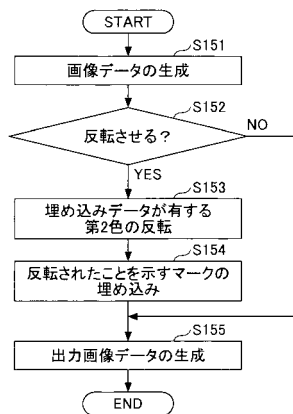 START
S151
画像データの生成
S152
反転させる？
NO
YES
S153
埋め込みデータが有する
第2色の反転
S154
反転されたことを示すマークの
埋め込み
S155
出力画像データの生成
END